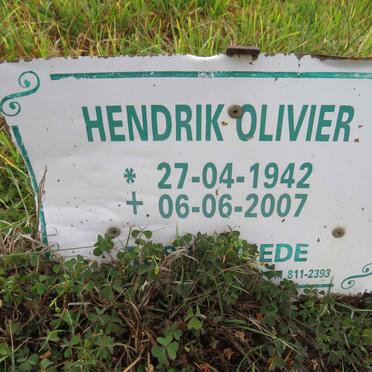 HENDRIK OLIVIER
* 27-04-1942
+ 06-06-2007
EDE
811-2393